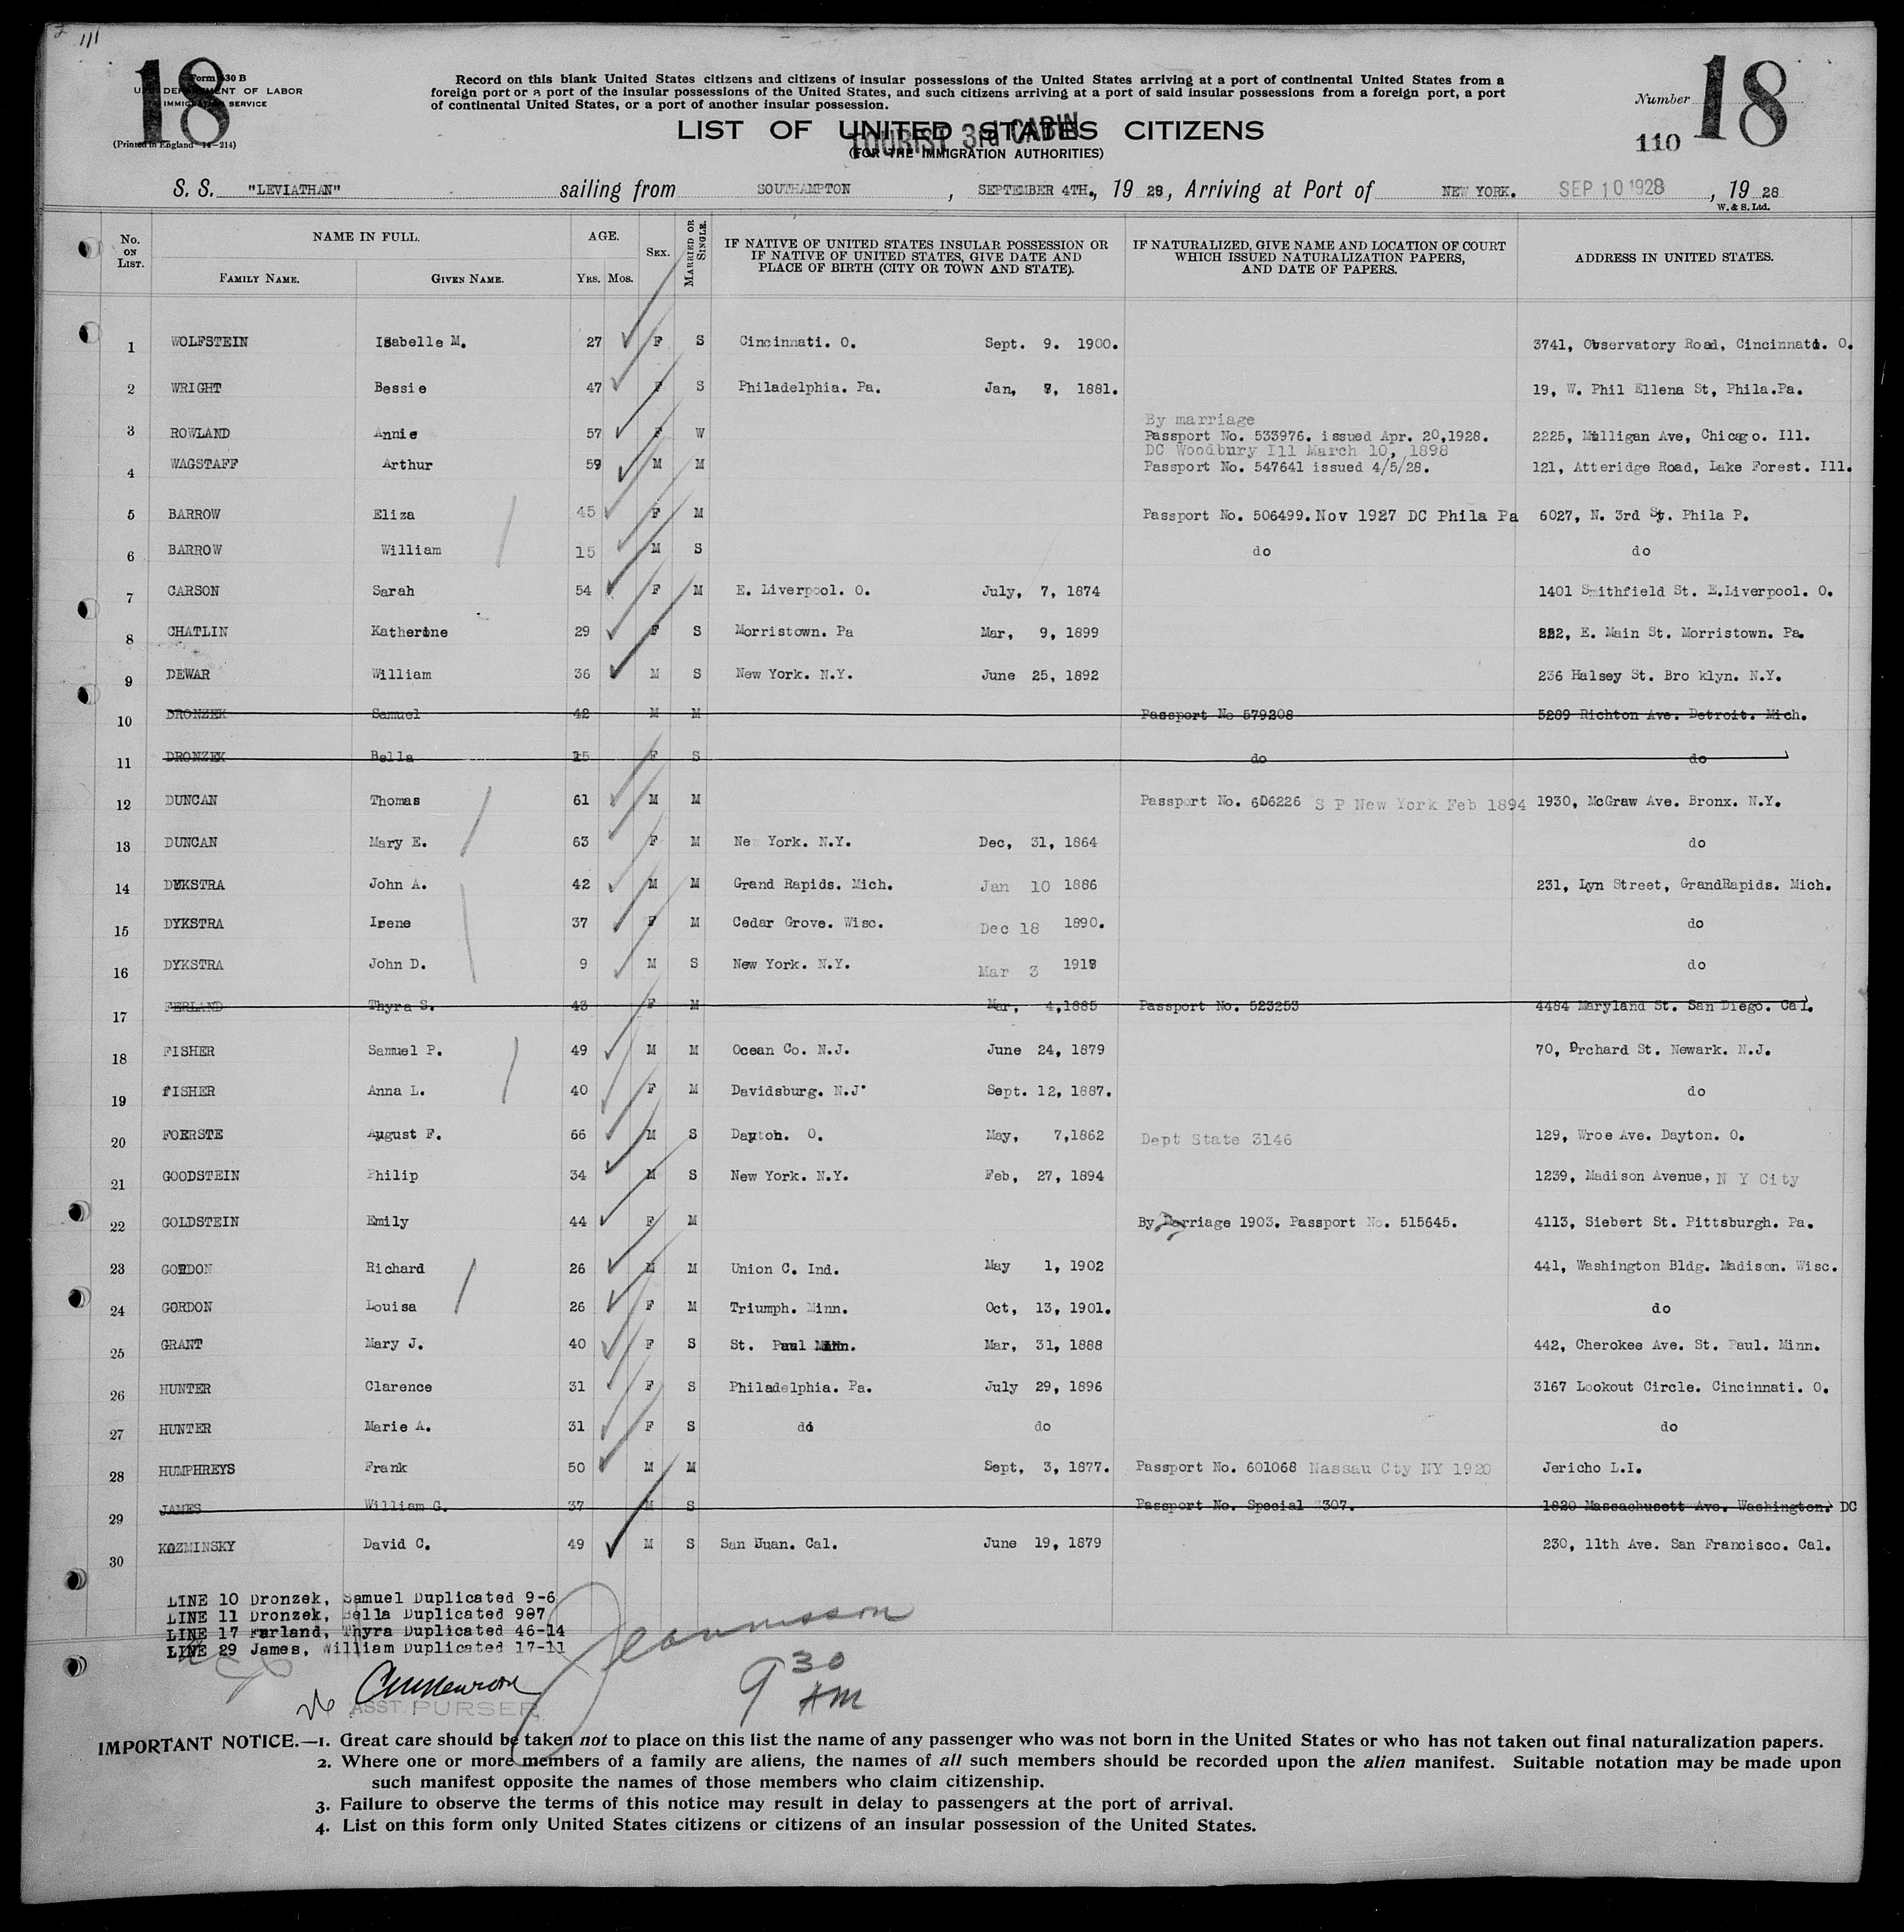 111
18
18
Form 630 B
U.S. DEPARTMENT OF LABOR
IMMIGRATION SERVICE
(Printed in England 14-214)
Record on this blank United States citizens and citizens of insular possessions of the United States arriving at a port of continental United States from a
foreign port or a port of the insular possessions of the United States, and such citizens arriving at a port of said insular possessions from a foreign port, a port
of continental United States, or a port of another insular possession.
Number
110
LIST OF UNITED STATES CITIZENS
TOURIST 3rd CABIN
(FOR THE IMMIGRATION AUTHORITIES)
S. S. "LEVIATHAN" sailing from SOUTHAMPTON, SEPTEMBER 4TH., 19 28, Arriving at Port of NEW YORK. SEP 10 1928, 19 28
W. & S. Ltd.
No. ON LIST. NAME IN FULL. AGE. SEX. MARRIED OR SINGLE. IF NATIVE OF UNITED STATES INSULAR POSSESSION OR IF NATIVE OF UNITED STATES, GIVE DATE AND PLACE OF BIRTH (CITY OR TOWN AND STATE). IF NATURALIZED, GIVE NAME AND LOCATION OF COURT WHICH ISSUED NATURALIZATION PAPERS, AND DATE OF PAPERS. ADDRESS IN UNITED STATES.
FAMILY NAME. GIVEN NAME. YRS. MOS.
1 WOLFSTEIN Isabelle M. 27 F S Cincinnati. O. Sept. 9. 1900. 3741, Observatory Road, Cincinnati. O.
2 WRIGHT Bessie 47 F S Philadelphia. Pa. Jan, 1881. 19, W. Phil Ellena St, Phila.Pa.
By marriage
3 ROWLAND Annie 57 F W Passport No. 533976. issued Apr. 20,1928. 2225, Milligan Ave, Chicago. Ill.
DC Woodbury Ill March 10, 1898
4 WAGSTAFF Arthur 59 M M Passport No. 547641 issued 4/5/28. 121, Atteridge Road, Lake Forest. Ill.
5 BARROW Eliza 45 F M Passport No. 506499. Nov 1927 DC Phila Pa 6027, N. 3rd St. Phila P.
6 BARROW William 15 M S do do
7 CARSON Sarah 54 F M E. Liverpool. O. July, 7, 1874 1401 Smithfield St. E.Liverpool. O.
8 CHATLIN Katherine 29 F S Morristown. Pa Mar, 9, 1899 222, E. Main St. Morristown. Pa.
9 DEWAR William 36 M S New York. N.Y. June 25, 1892 236 Halsey St. Bro klyn. N.Y.
10 DRONZEK Samuel 42 M M Passport No 579208 5289 Richton Ave. Detroit. Mich.
11 DRONZEK Bella 15 F S do do
12 DUNCAN Thomas 61 M M Passport No. 606226 S P New York Feb 1894 1930, McGraw Ave. Bronx. N.Y.
13 DUNCAN Mary E. 63 F M Ne York. N.Y. Dec, 31, 1864 do
14 DYKSTRA John A. 42 M M Grand Rapids. Mich. Jan 10 1886 231, Lyn Street, GrandRapids. Mich.
15 DYKSTRA Irene 37 F M Cedar Grove. Wisc. Dec 18 1890. do
16 DYKSTRA John D. 9 M S New York. N.Y. Mar 3 1919 do
17 FERLAND Thyra S. 43 F M Mar, 4,1885 Passport No. 523253 4484 Maryland St. San Diego. Cal.
18 FISHER Samuel P. 49 M M Ocean Co. N.J. June 24, 1879 70, Orchard St. Newark. N.J.
19 fISHER Anna L. 40 F M Davidsburg. N.J. Sept. 12, 1887. do
20 FOERSTE August F. 66 M S Dayton. O. May, 7,1862 Dept State 3146 129, Wroe Ave. Dayton. O.
21 GOODSTEIN Philip 34 M S New York. N.Y. Feb, 27, 1894 1239, Madison Avenue, N Y City
22 GOLDSTEIN Emily 44 F M By Marriage 1903. Passport No. 515645. 4113, Siebert St. Pittsburgh. Pa.
23 GORDON Richard 26 M M Union C. Ind. May 1, 1902 441, Washington Bldg. Madison. Wisc.
24 GORDON Louisa 26 F M Triumph. Minn. Oct, 13, 1901. do
25 GRANT Mary J. 40 F S St. Paul Minn. Mar, 31, 1888 442, Cherokee Ave. St. Paul. Minn.
26 HUNTER Clarence 31 F S Philadelphia. Pa. July 29, 1896 3167 Lookout Circle. Cincinnati. O.
27 HUNTER Marie A. 31 F S do do do
28 HUMPHREYS Frank 50 M M Sept, 3, 1877. Passport No. 601068 Nassau Cty NY 1920 Jericho L.I.
29 JAMES William G. 37 M S Passport No. Special 307. 1820 Massachusett Ave. Washington. DC
30 KOZMINSKY David C. 49 M S San Juan. Cal. June 19, 1879 230, 11th Ave. San Francisco. Cal.
LINE 10 Dronzek, Samuel Duplicated 9-6
LINE 11 Dronzek, Bella Duplicated 9-7
LINE 17 Farland, Thyra Duplicated 46-14
LINE 29 James, William Duplicated 17-11
9 30 AM
ASST. PURSER
IMPORTANT NOTICE.—1. Great care should be taken not to place on this list the name of any passenger who was not born in the United States or who has not taken out final naturalization papers.
2. Where one or more members of a family are aliens, the names of all such members should be recorded upon the alien manifest. Suitable notation may be made upon
such manifest opposite the names of those members who claim citizenship.
3. Failure to observe the terms of this notice may result in delay to passengers at the port of arrival.
4. List on this form only United States citizens or citizens of an insular possession of the United States.